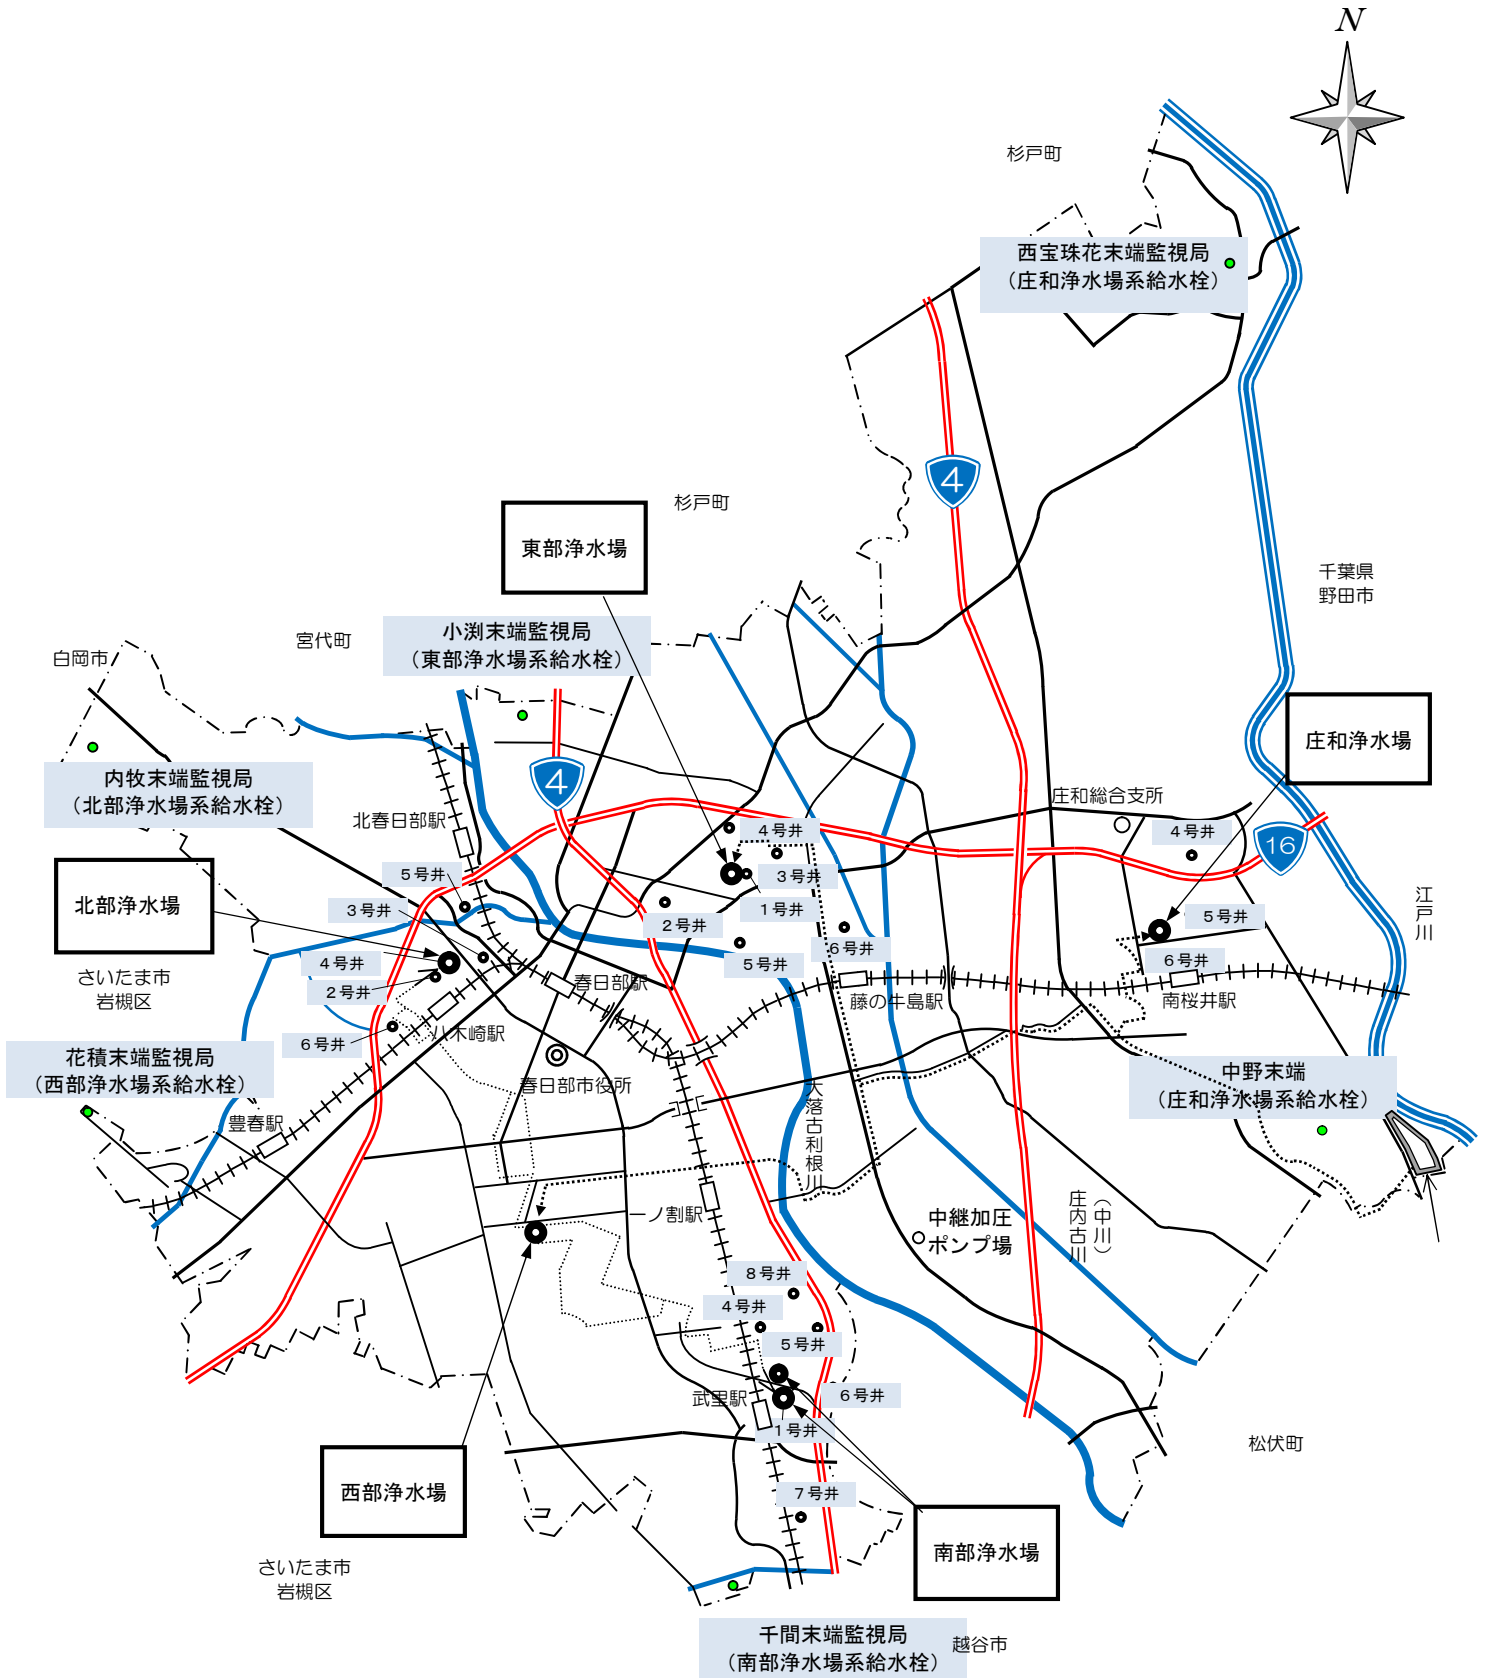 N
杉戸町
西宝珠花末端監視局
（庄和浄水場系給水栓）
4
杉戸町
東部浄水場
千葉県
野田市
小渕末端監視局
（東部浄水場系給水栓）
宮代町
白岡市
庄和浄水場
内牧末端監視局
（北部浄水場系給水栓）
4
北春日部駅
庄和総合支所
4号井
4号井
16
北部浄水場
5号井
3号井
3号井
1号井
2号井
5号井
6号井
5号井
6号井
江戸川
4号井
2号井
さいたま市
岩槻区
春日部駅
藤の牛島駅
南桜井駅
八木崎駅
6号井
花積末端監視局
（西部浄水場系給水栓）
春日部市役所
中野末端
（庄和浄水場系給水栓）
豊春駅
大落古利根川
一ノ割駅
中継加圧
ポンプ場
庄内古川
（中川）
8号井
4号井
5号井
6号井
武里駅
1号井
松伏町
西部浄水場
7号井
南部浄水場
さいたま市
岩槻区
千間末端監視局
（南部浄水場系給水栓）
越谷市